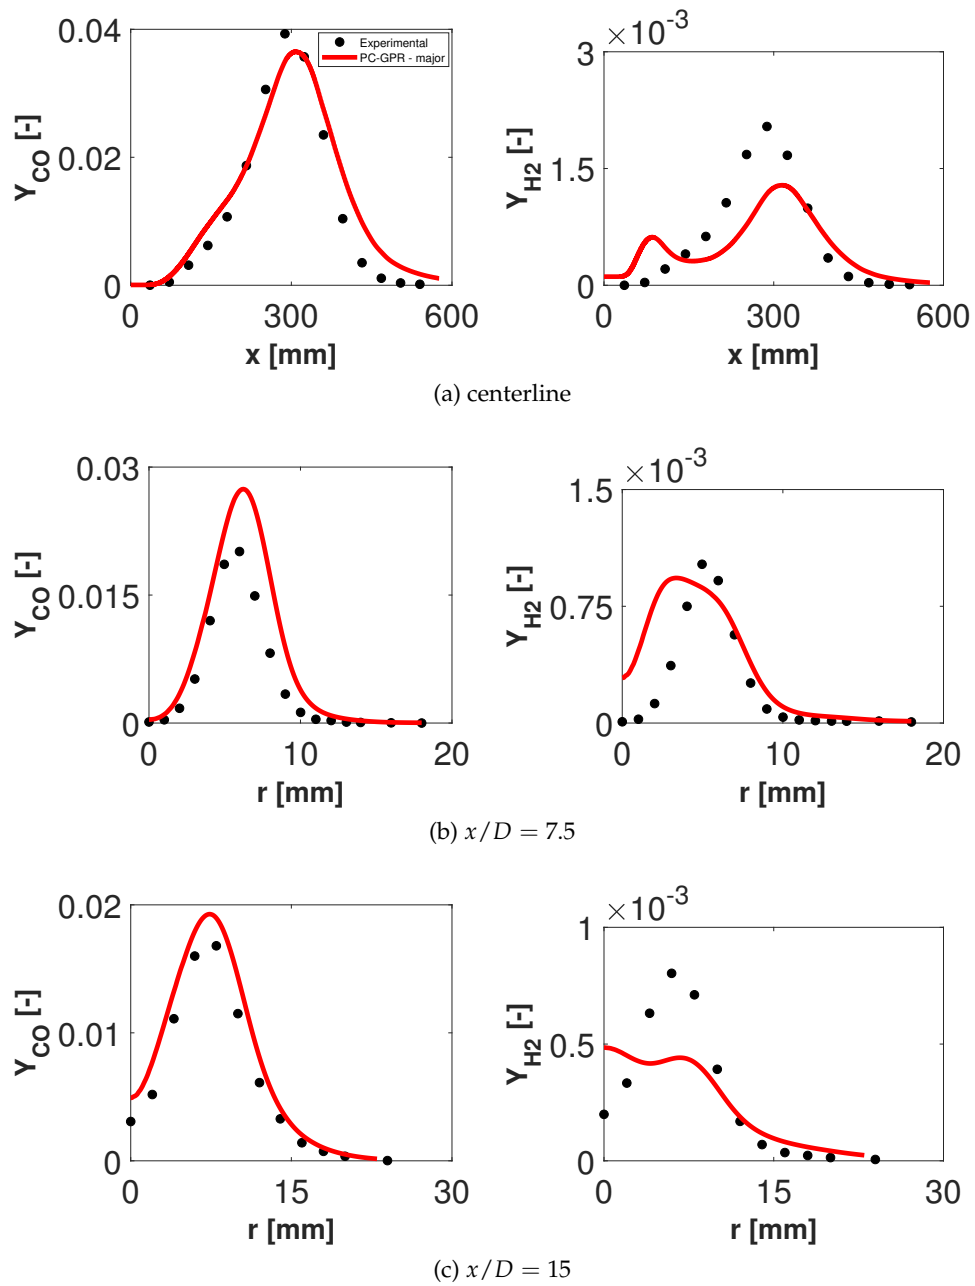 0.04
0.02
0
Y_CO [-]
Experimental
PC-GPR - major
0 300 600
x [mm]
×10^-3
3
1.5
0
Y_H2 [-]
0 300 600
x [mm]
(a) centerline
0.03
0.015
0
Y_CO [-]
0 10 20
r [mm]
×10^-3
1.5
0.75
0
Y_H2 [-]
0 10 20
r [mm]
(b) x/D = 7.5
0.02
0.01
0
Y_CO [-]
0 15 30
r [mm]
×10^-3
1
0.5
0
Y_H2 [-]
0 15 30
r [mm]
(c) x/D = 15